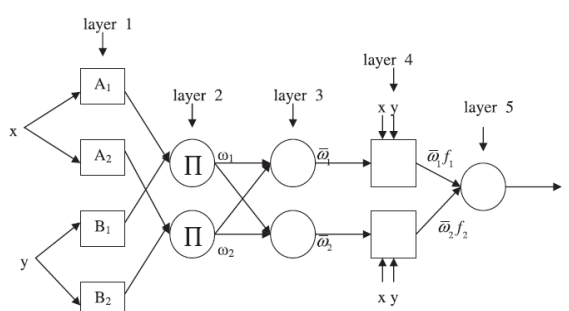 layer 1
layer 4
A₁
layer 2
layer 3
x y
layer 5
x
ω₁
ω̅₁
ω̅₁f₁
A₂
Π
B₁
Π
ω₂
ω̅₂
ω̅₂f₂
y
B₂
x y